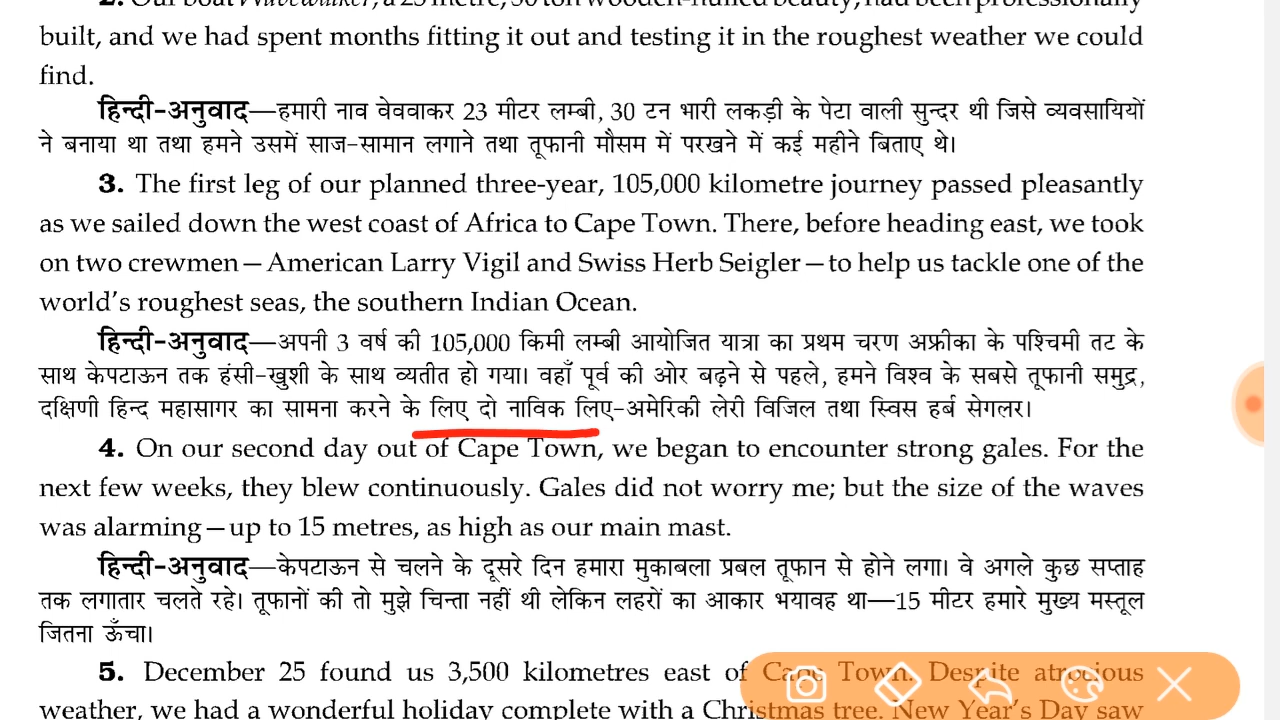 2. Our boat Wavewalker, a 23 metre, 30 ton wooden-hulled beauty, had been professionally
built, and we had spent months fitting it out and testing it in the roughest weather we could
find.
हिन्दी-अनुवाद—हमारी नाव वेववाकर 23 मीटर लम्बी, 30 टन भारी लकड़ी के पेटा वाली सुन्दर थी जिसे व्यवसायियों
ने बनाया था तथा हमने उसमें साज-सामान लगाने तथा तूफानी मौसम में परखने में कई महीने बिताए थे।
3. The first leg of our planned three-year, 105,000 kilometre journey passed pleasantly
as we sailed down the west coast of Africa to Cape Town. There, before heading east, we took
on two crewmen—American Larry Vigil and Swiss Herb Seigler—to help us tackle one of the
world's roughest seas, the southern Indian Ocean.
हिन्दी-अनुवाद—अपनी 3 वर्ष की 105,000 किमी लम्बी आयोजित यात्रा का प्रथम चरण अफ्रीका के पश्चिमी तट के
साथ केपटाऊन तक हंसी-खुशी के साथ व्यतीत हो गया। वहाँ पूर्व की ओर बढ़ने से पहले, हमने विश्व के सबसे तूफानी समुद्र,
दक्षिणी हिन्द महासागर का सामना करने के लिए दो नाविक लिए-अमेरिकी लेरी विजिल तथा स्विस हर्ब सेगलर।
4. On our second day out of Cape Town, we began to encounter strong gales. For the
next few weeks, they blew continuously. Gales did not worry me; but the size of the waves
was alarming—up to 15 metres, as high as our main mast.
हिन्दी-अनुवाद—केपटाऊन से चलने के दूसरे दिन हमारा मुकाबला प्रबल तूफान से होने लगा। वे अगले कुछ सप्ताह
तक लगातार चलते रहे। तूफानों की तो मुझे चिन्ता नहीं थी लेकिन लहरों का आकार भयावह था—15 मीटर हमारे मुख्य मस्तूल
जितना ऊँचा।
5. December 25 found us 3,500 kilometres east of Cape Town. Despite atrocious
weather, we had a wonderful holiday complete with a Christmas tree. New Year's Day saw